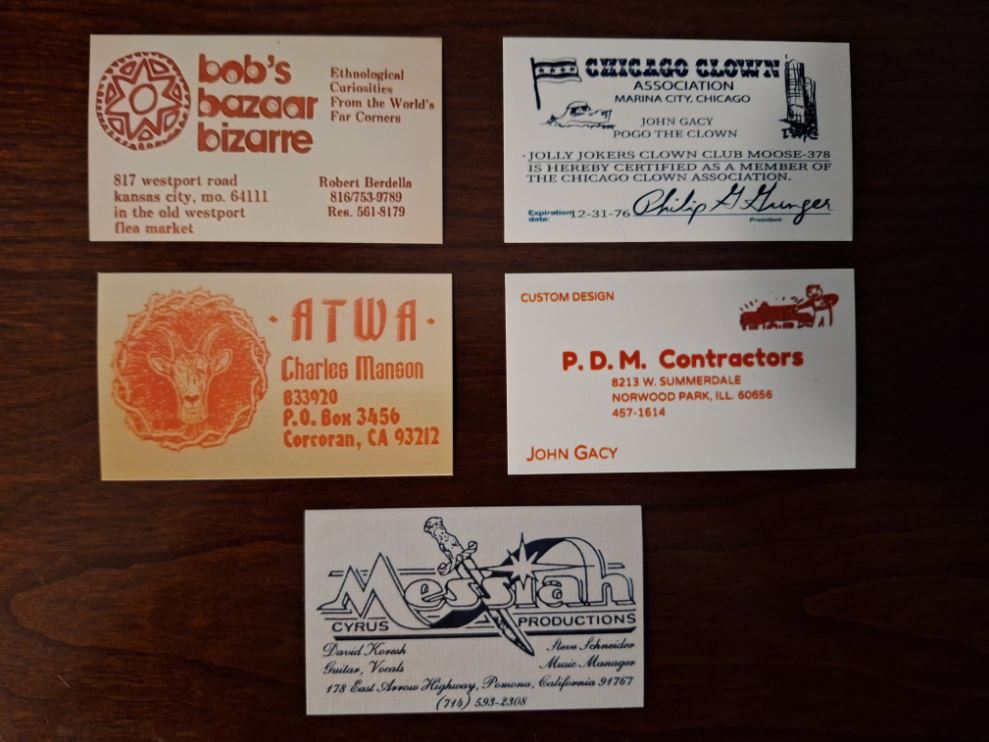 bob's
bazaar
bizarre
Ethnological
Curiosities
From the World's
Far Corners
817 westport road
kansas city, mo. 64111
in the old westport
flea market
Robert Berdella
816/753-9789
Res. 561-8179
CHICAGO CLOWN
ASSOCIATION
MARINA CITY, CHICAGO
JOHN GACY
POGO THE CLOWN
JOLLY JOKERS CLOWN CLUB MOOSE-378
IS HEREBY CERTIFIED AS A MEMBER OF
THE CHICAGO CLOWN ASSOCIATION.
Expiration date: 12-31-76
Philip G Grunger
President
· ATWA ·
Charles Manson
B33920
P.O. Box 3456
Corcoran, CA 93212
CUSTOM DESIGN
P. D. M. Contractors
8213 W. SUMMERDALE
NORWOOD PARK, ILL. 60656
457-1614
JOHN GACY
Messiah
CYRUS PRODUCTIONS
David Koresh
Guitar, Vocals
Steve Schneider
Music Manager
178 East Arrow Highway, Pomona, California 91767
(714) 593-2308